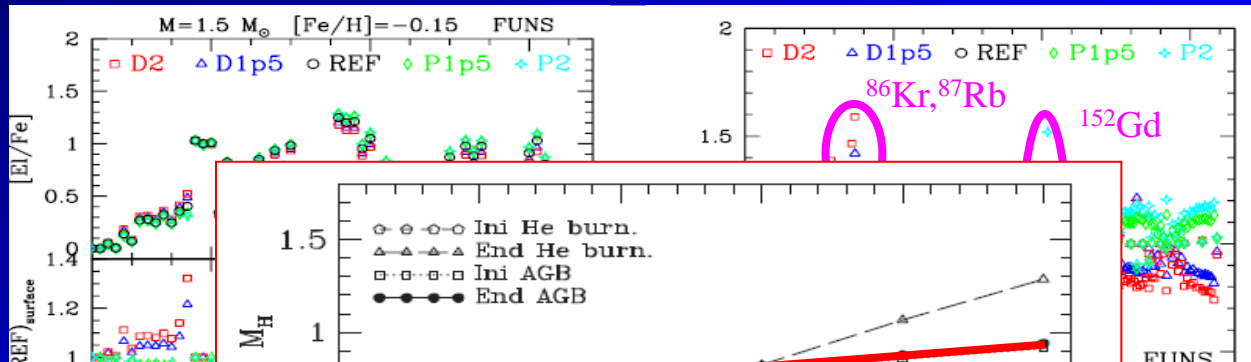 M=1.5 M☉ [Fe/H]=−0.15 FUNS
2
D2 D1p5 REF P1p5 P2
1.5
[El/Fe]
1
0.5
0
1.4
1.2
REF)surface
1
2
D2 D1p5 REF P1p5 P2
⁸⁶Kr,⁸⁷Rb
¹⁵²Gd
1.5
FUNS
Ini He burn.
1.5
End He burn.
Ini AGB
End AGB
M_H
1